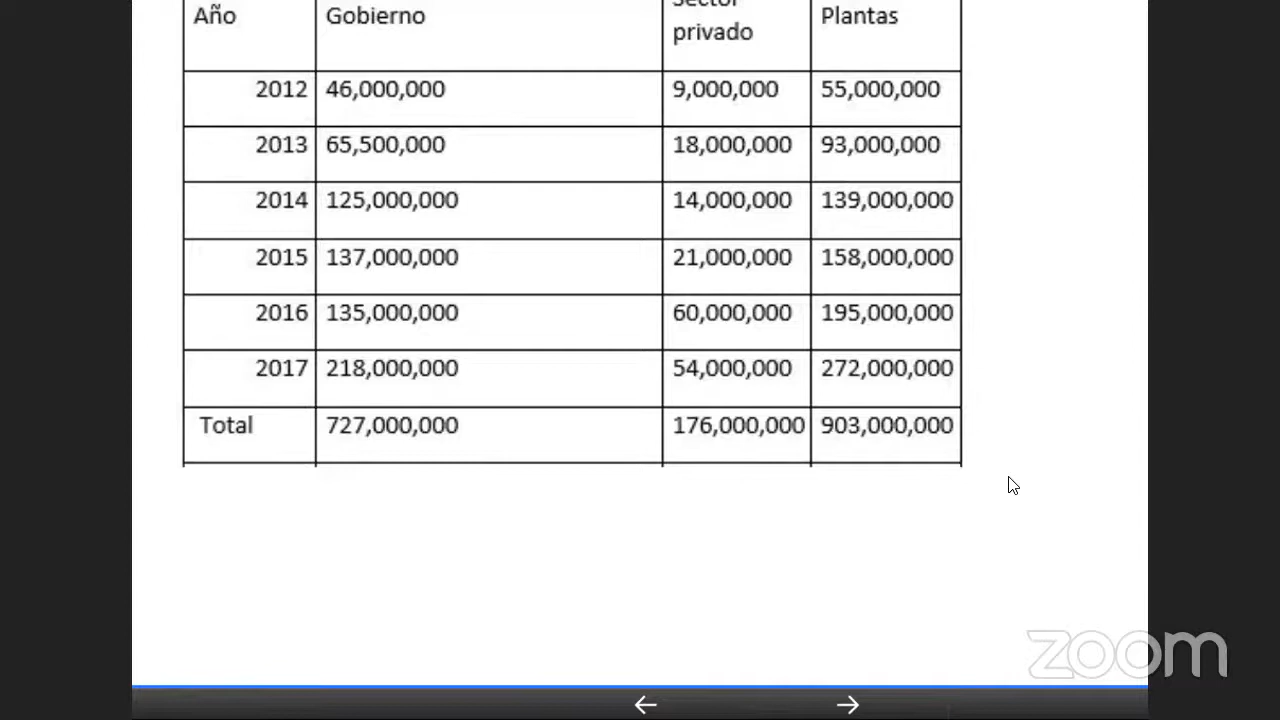 Año Gobierno Sector privado Plantas
2012 46,000,000 9,000,000 55,000,000
2013 65,500,000 18,000,000 93,000,000
2014 125,000,000 14,000,000 139,000,000
2015 137,000,000 21,000,000 158,000,000
2016 135,000,000 60,000,000 195,000,000
2017 218,000,000 54,000,000 272,000,000
Total 727,000,000 176,000,000 903,000,000
zoom